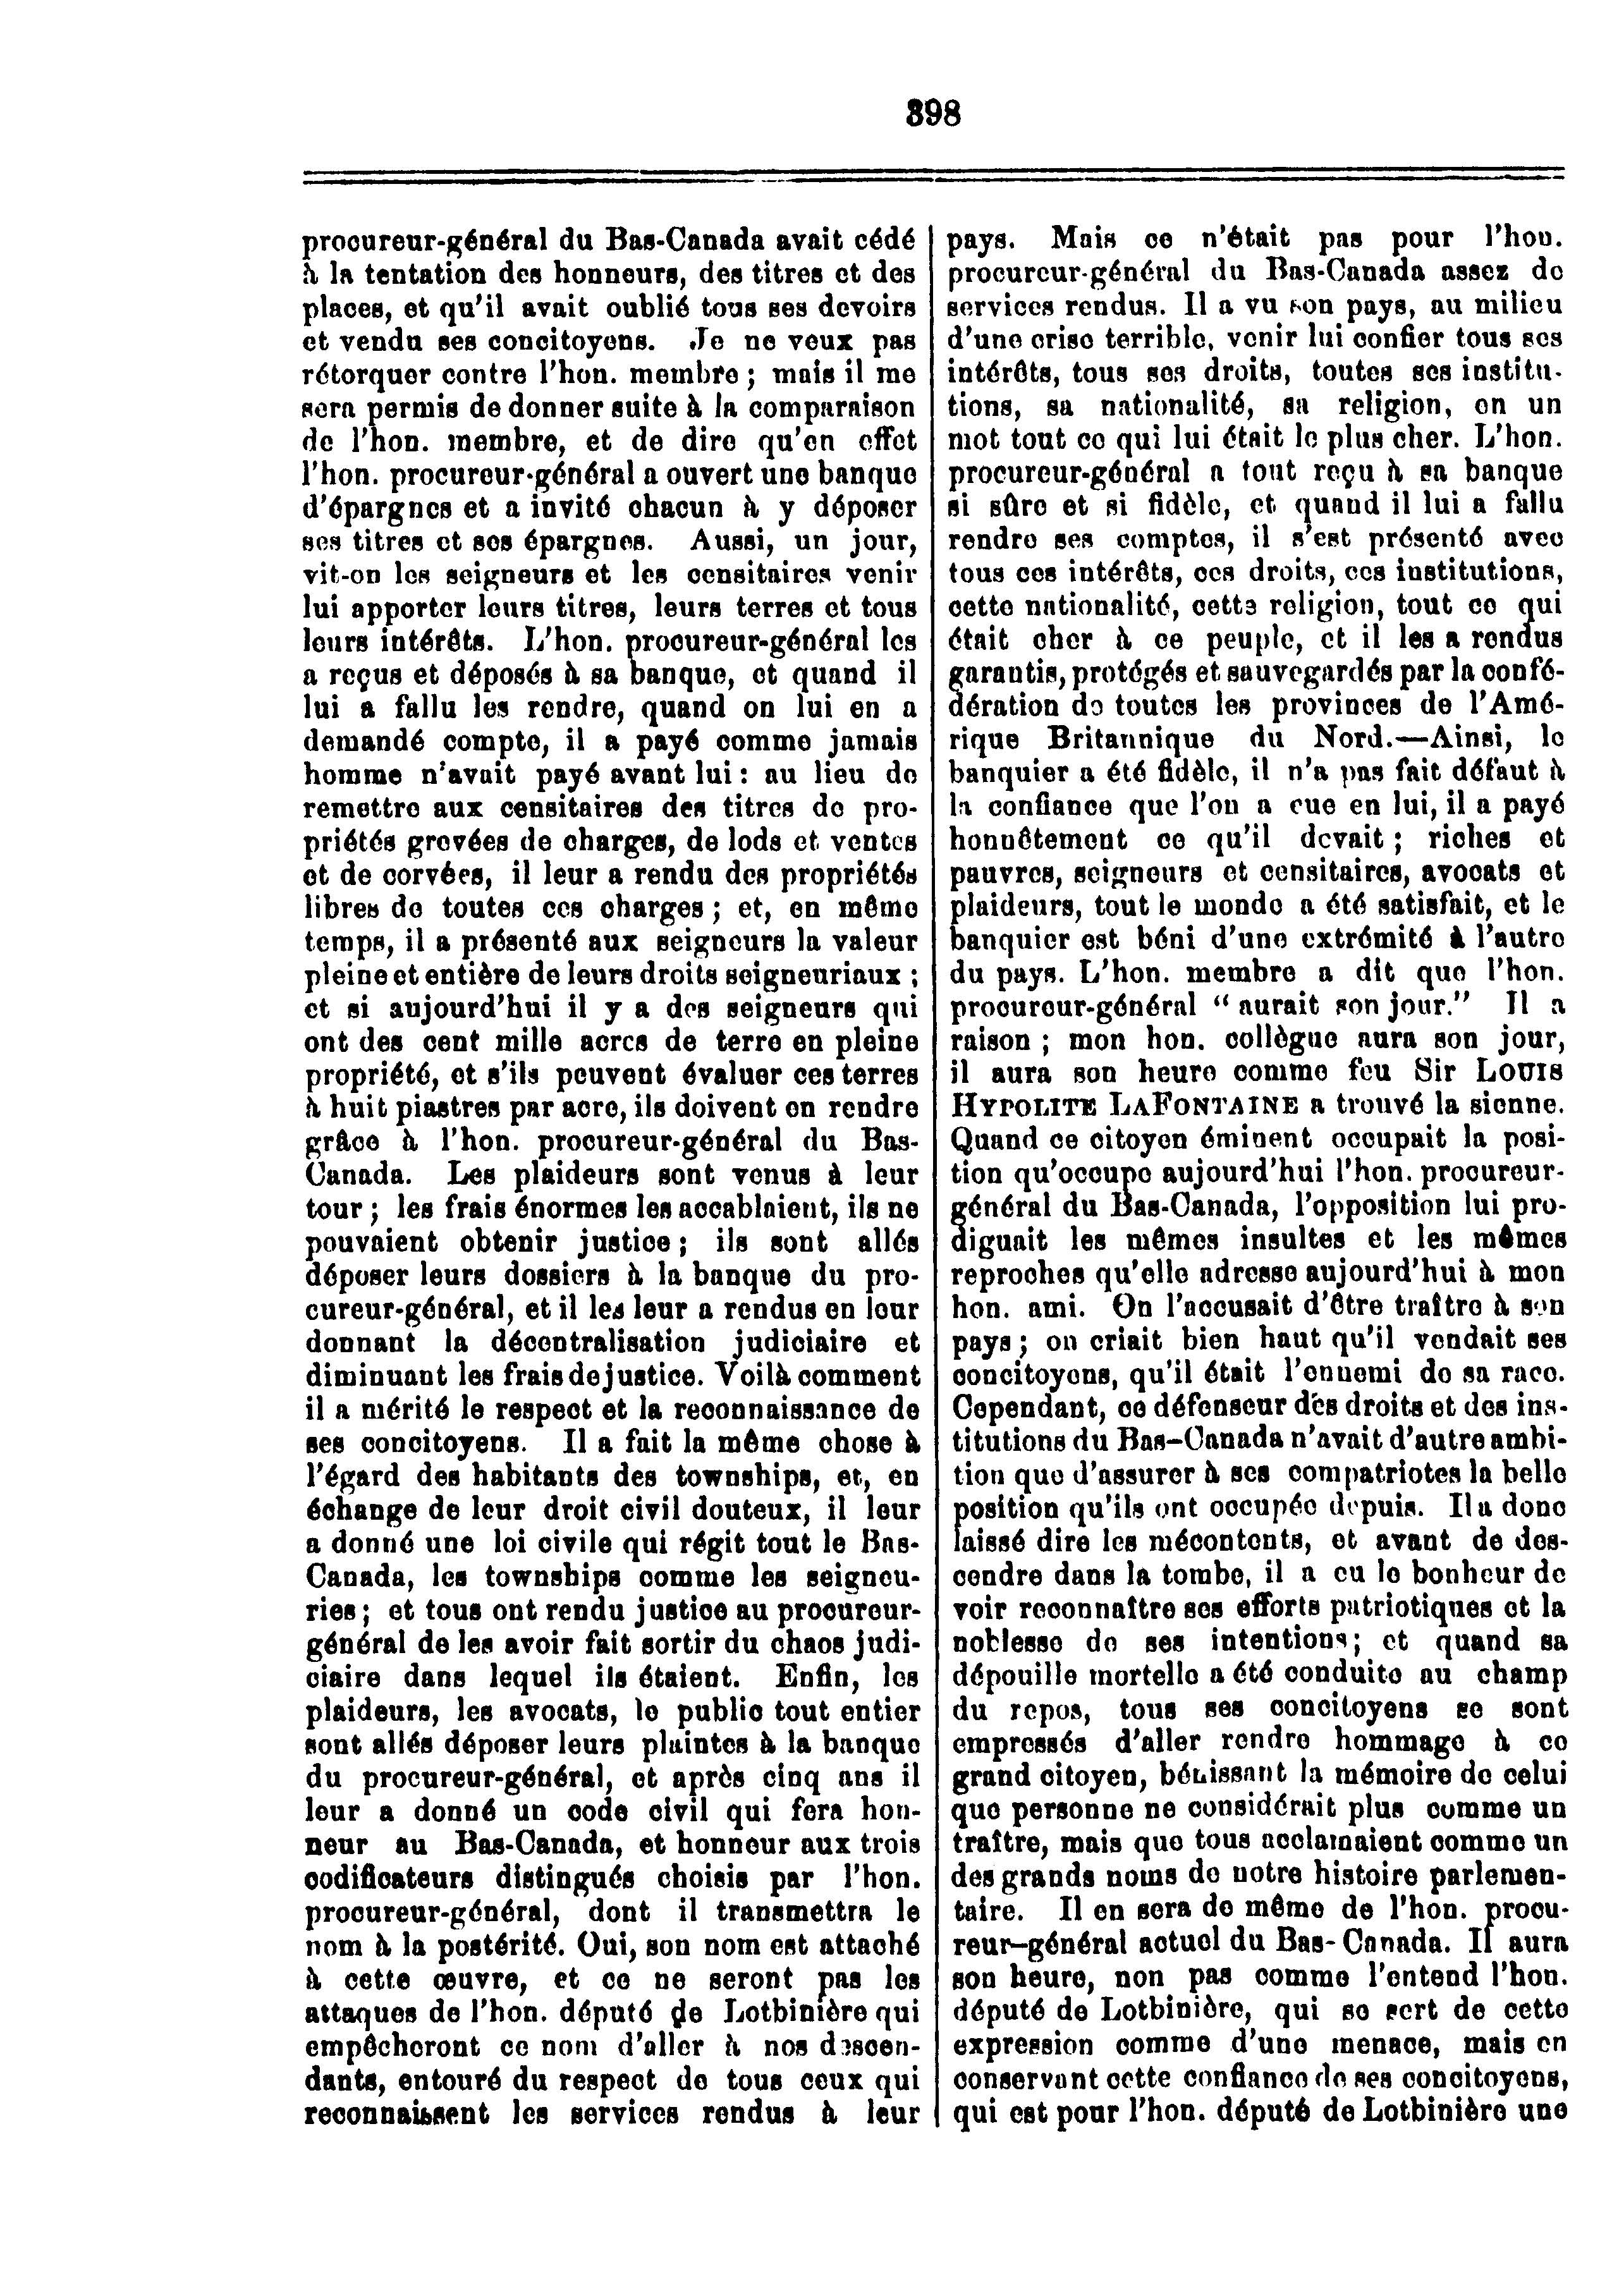 398
procureur-général du Bas-Canada avait cédé
à la tentation des honneurs, des titres et des
places, et qu'il avait oublié tous ses devoirs
et vendu ses concitoyens. Je ne veux pas
rétorquer contre l'hon. membre ; mais il me
sera permis de donner suite à la comparaison
de l'hon. membre, et de dire qu'en effet
l'hon. procureur-général a ouvert une banque
d'épargnes et a invité chacun à y déposer
ses titres et ses épargnes. Aussi, un jour,
vit-on les seigneurs et les censitaires venir
lui apporter leurs titres, leurs terres et tous
leurs intérêts. L'hon. procureur-général les
a reçus et déposés à sa banque, et quand il
lui a fallu les rendre, quand on lui en a
demandé compte, il a payé comme jamais
homme n'avait payé avant lui : au lieu de
remettre aux censitaires des titres de pro-
priétés grevées de charges, de lods et ventes
et de corvées, il leur a rendu des propriétés
libres de toutes ces charges ; et, en même
temps, il a présenté aux seigneurs la valeur
pleine et entière de leurs droits seigneuriaux ;
et si aujourd'hui il y a des seigneurs qui
ont des cent mille acres de terre en pleine
propriété, et s'ils peuvent évaluer ces terres
à huit piastres par acre, ils doivent en rendre
grâce à l'hon. procureur-général du Bas-
Canada. Les plaideurs sont venus à leur
tour ; les frais énormes les accablaient, ils ne
pouvaient obtenir justice ; ils sont allés
déposer leurs dossiers à la banque du pro-
cureur-général, et il les leur a rendus en leur
donnant la décentralisation judiciaire et
diminuant les frais de justice. Voilà comment
il a mérité le respect et la reconnaissance de
ses concitoyens. Il a fait la même chose à
l'égard des habitants des townships, et, en
échange de leur droit civil douteux, il leur
a donné une loi civile qui régit tout le Bas-
Canada, les townships comme les seigneu-
ries ; et tous ont rendu justice au procureur-
général de les avoir fait sortir du chaos judi-
ciaire dans lequel ils étaient. Enfin, les
plaideurs, les avocats, le public tout entier
sont allés déposer leurs plaintes à la banque
du procureur-général, et après cinq ans il
leur a donné un code civil qui fera hon-
neur au Bas-Canada, et honneur aux trois
codificateurs distingués choisis par l'hon.
procureur-général, dont il transmettra le
nom à la postérité. Oui, son nom est attaché
à cette œuvre, et ce ne seront pas les
attaques de l'hon. député de Lotbinière qui
empêcheront ce nom d'aller à nos descen-
dants, entouré du respect de tous ceux qui
reconnaissent les services rendus à leur
pays. Mais ce n'était pas pour l'hon.
procureur-général du Bas-Canada assez de
services rendus. Il a vu son pays, au milieu
d'une crise terrible, venir lui confier tous ses
intérêts, tous ses droits, toutes ses institu-
tions, sa nationalité, sa religion, en un
mot tout ce qui lui était le plus cher. L'hon.
procureur-général a tout reçu à sa banque
si sûre et si fidèle, et quand il lui a fallu
rendre ses comptes, il s'est présenté avec
tous ces intérêts, ces droits, ces institutions,
cette nationalité, cette religion, tout ce qui
était cher à ce peuple, et il les a rendus
garantis, protégés et sauvegardés par la confé-
dération de toutes les provinces de l'Amé-
rique Britannique du Nord.—Ainsi, le
banquier a été fidèle, il n'a pas fait défaut à
la confiance que l'on a eue en lui, il a payé
honnêtement ce qu'il devait ; riches et
pauvres, seigneurs et censitaires, avocats et
plaideurs, tout le monde a été satisfait, et le
banquier est béni d'une extrémité à l'autre
du pays. L'hon. membre a dit que l'hon.
procureur-général " aurait son jour." Il a
raison ; mon hon. collègue aura son jour,
il aura son heure comme feu Sir LOUIS
HYPOLITE LAFONTAINE a trouvé la sienne.
Quand ce citoyen éminent occupait la posi-
tion qu'occupe aujourd'hui l'hon. procureur-
général du Bas-Canada, l'opposition lui pro-
diguait les mêmes insultes et les mêmes
reproches qu'elle adresse aujourd'hui à mon
hon. ami. On l'accusait d'être traître à son
pays ; on criait bien haut qu'il vendait ses
concitoyens, qu'il était l'ennemi de sa race.
Cependant, ce défenseur des droits et des ins-
titutions du Bas-Canada n'avait d'autre ambi-
tion que d'assurer à ses compatriotes la belle
position qu'ils ont occupée depuis. Il a donc
laissé dire les mécontents, et avant de des-
cendre dans la tombe, il a eu le bonheur de
voir reconnaître ses efforts patriotiques et la
noblesse de ses intentions ; et quand sa
dépouille mortelle a été conduite au champ
du repos, tous ses concitoyens se sont
empressés d'aller rendre hommage à ce
grand citoyen, bénissant la mémoire de celui
que personne ne considérait plus comme un
traître, mais que tous acclamaient comme un
des grands noms de notre histoire parlemen-
taire. Il en sera de même de l'hon. procu-
reur-général actuel du Bas-Canada. Il aura
son heure, non pas comme l'entend l'hon.
député de Lotbinière, qui se sert de cette
expression comme d'une menace, mais en
conservant cette confiance de ses concitoyens,
qui est pour l'hon. député de Lotbinière une